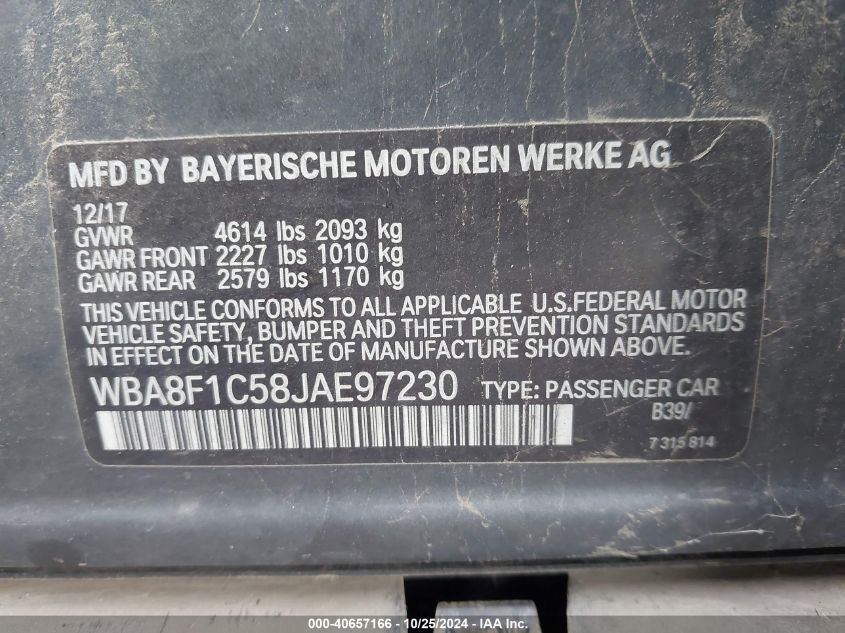 MFD BY BAYERISCHE MOTOREN WERKE AG
12/17
GVWR 4614 lbs 2093 kg
GAWR FRONT 2227 lbs 1010 kg
GAWR REAR 2579 lbs 1170 kg
THIS VEHICLE CONFORMS TO ALL APPLICABLE U.S.FEDERAL MOTOR
VEHICLE SAFETY, BUMPER AND THEFT PREVENTION STANDARDS
IN EFFECT ON THE DATE OF MANUFACTURE SHOWN ABOVE.
WBA8F1C58JAE97230 TYPE: PASSENGER CAR
B39/
7 315 814
000-40657166 - 10/25/2024 - IAA Inc.